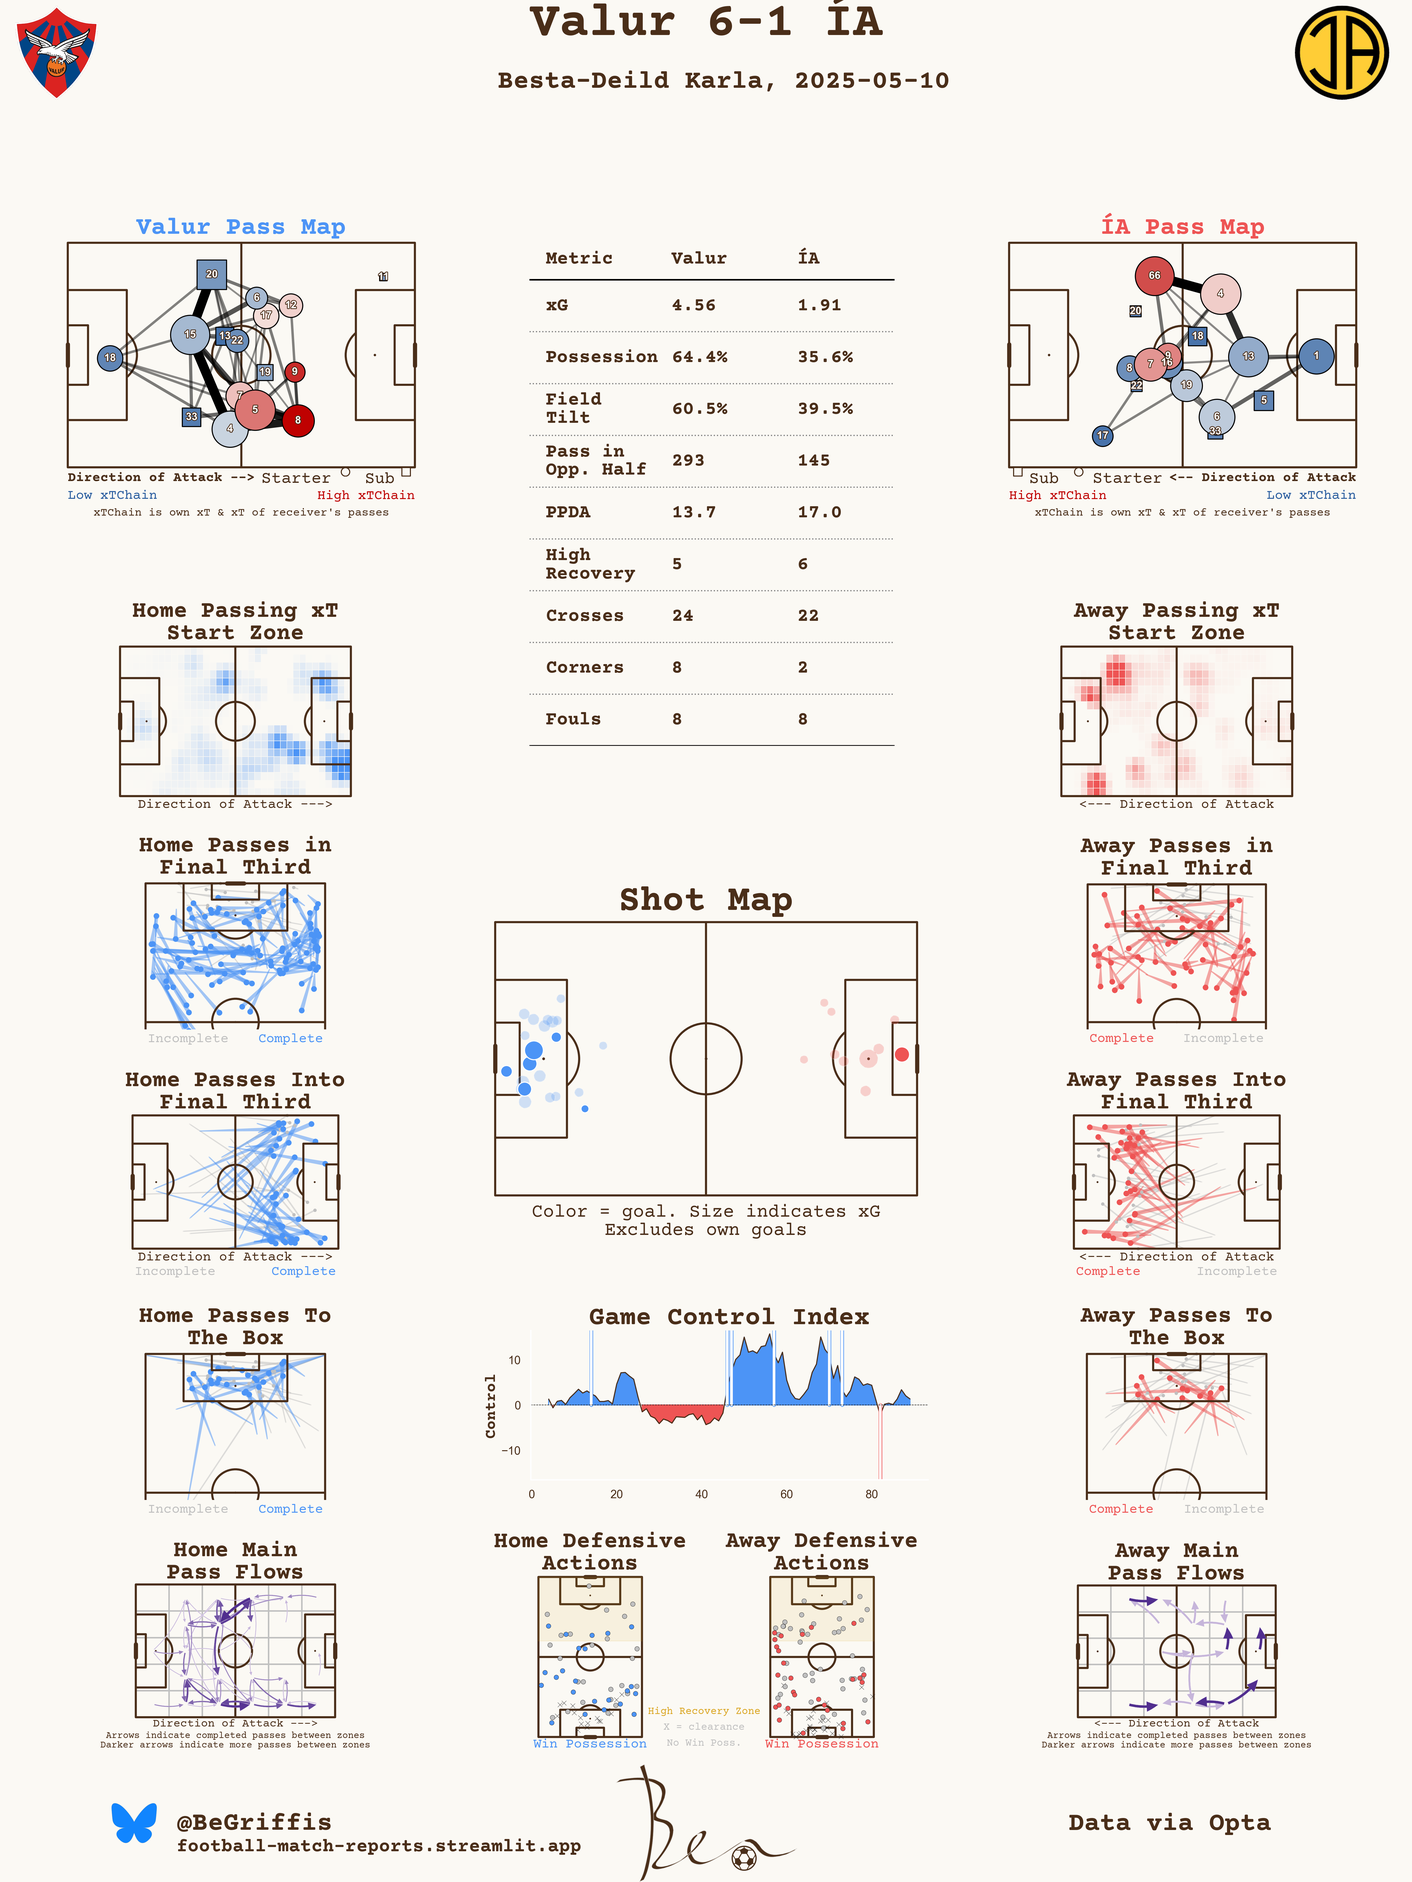 Valur 6-1 ÍA
Besta-Deild Karla, 2025-05-10
VALUR
Valur Pass Map
20
6
12
17
15
13
22
18
19
9
7
5
33
4
8
11
Direction of Attack --> Starter Sub
Low xTChain High xTChain
xTChain is own xT & xT of receiver's passes
Metric Valur ÍA
xG 4.56 1.91
Possession 64.4% 35.6%
Field
Tilt 60.5% 39.5%
Pass in
Opp. Half 293 145
PPDA 13.7 17.0
High
Recovery 5 6
Crosses 24 22
Corners 8 2
Fouls 8 8
ÍA Pass Map
66
4
20
18
9
16
7
8
13
1
22
19
5
6
33
17
Sub Starter <-- Direction of Attack
High xTChain Low xTChain
xTChain is own xT & xT of receiver's passes
Home Passing xT
Start Zone
Direction of Attack --->
Away Passing xT
Start Zone
<--- Direction of Attack
Home Passes in
Final Third
Incomplete Complete
Away Passes in
Final Third
Complete Incomplete
Shot Map
Color = goal. Size indicates xG
Excludes own goals
Home Passes Into
Final Third
Direction of Attack --->
Incomplete Complete
Away Passes Into
Final Third
<--- Direction of Attack
Complete Incomplete
Game Control Index
Control
10
0
-10
0 20 40 60 80
Home Passes To
The Box
Incomplete Complete
Away Passes To
The Box
Complete Incomplete
Home Main
Pass Flows
Direction of Attack --->
Arrows indicate completed passes between zones
Darker arrows indicate more passes between zones
Home Defensive
Actions
Win Possession
High Recovery Zone
X = clearance
No Win Poss.
Away Defensive
Actions
Win Possession
Away Main
Pass Flows
<--- Direction of Attack
Arrows indicate completed passes between zones
Darker arrows indicate more passes between zones
@BeGriffis
football-match-reports.streamlit.app
Ben
Data via Opta